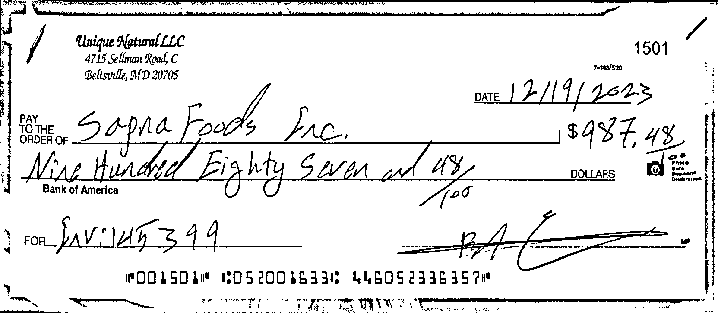 Unique Natural LLC
4715 Sellman Road, C
Beltsville, MD 20705
1501
DATE 12/19/2023
PAY TO THE ORDER OF Sapna Foods Inc. $987.48
Nine Hundred Eighty Seven and 48/100 DOLLARS
Bank of America
FOR Inv: 145399
⑈001501⑈ ⑆052001633⑆ 446052336357⑈